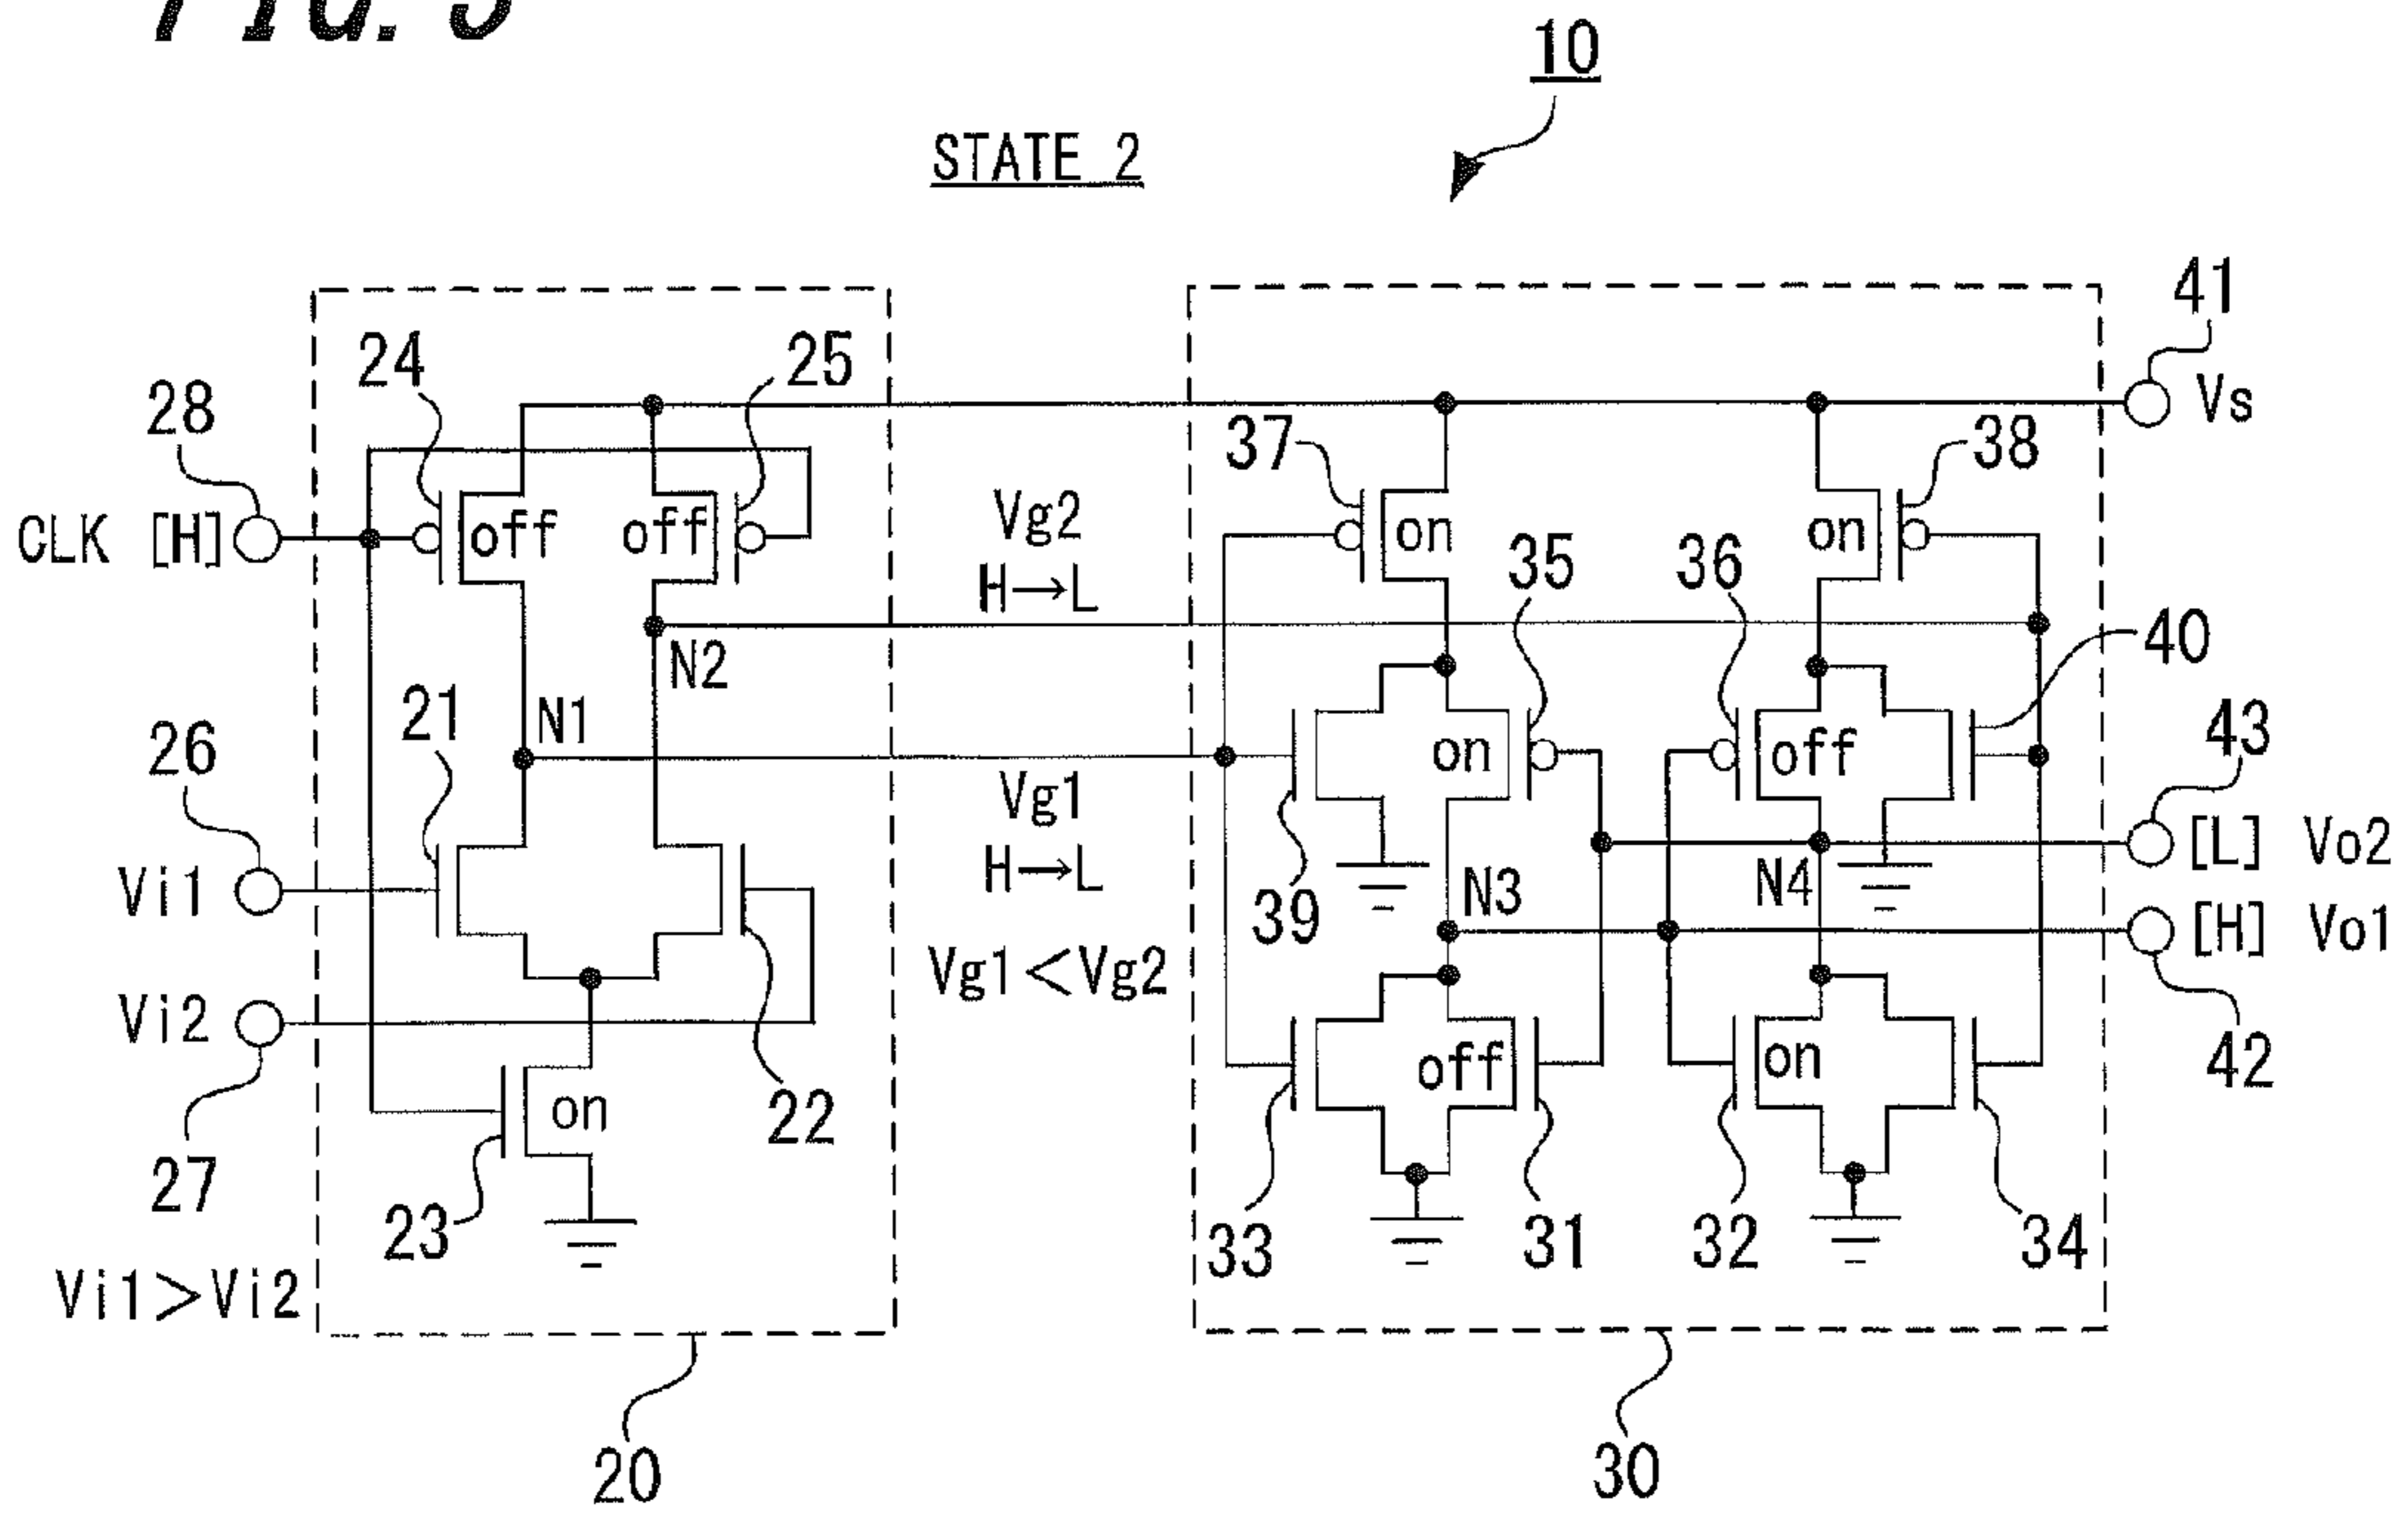 FIG. 5
10
STATE 2
41
Vs
24
25
28
37
38
CLK [H]
off
off
Vg2
H→L
on
on
35
36
40
N2
N1
21
26
43
on
off
Vg1
H→L
Vi1
[L] Vo2
N3
N4
39
[H] Vo1
Vg1<Vg2
Vi2
off
on
42
on
22
27
23
33
31
32
34
Vi1>Vi2
20
30